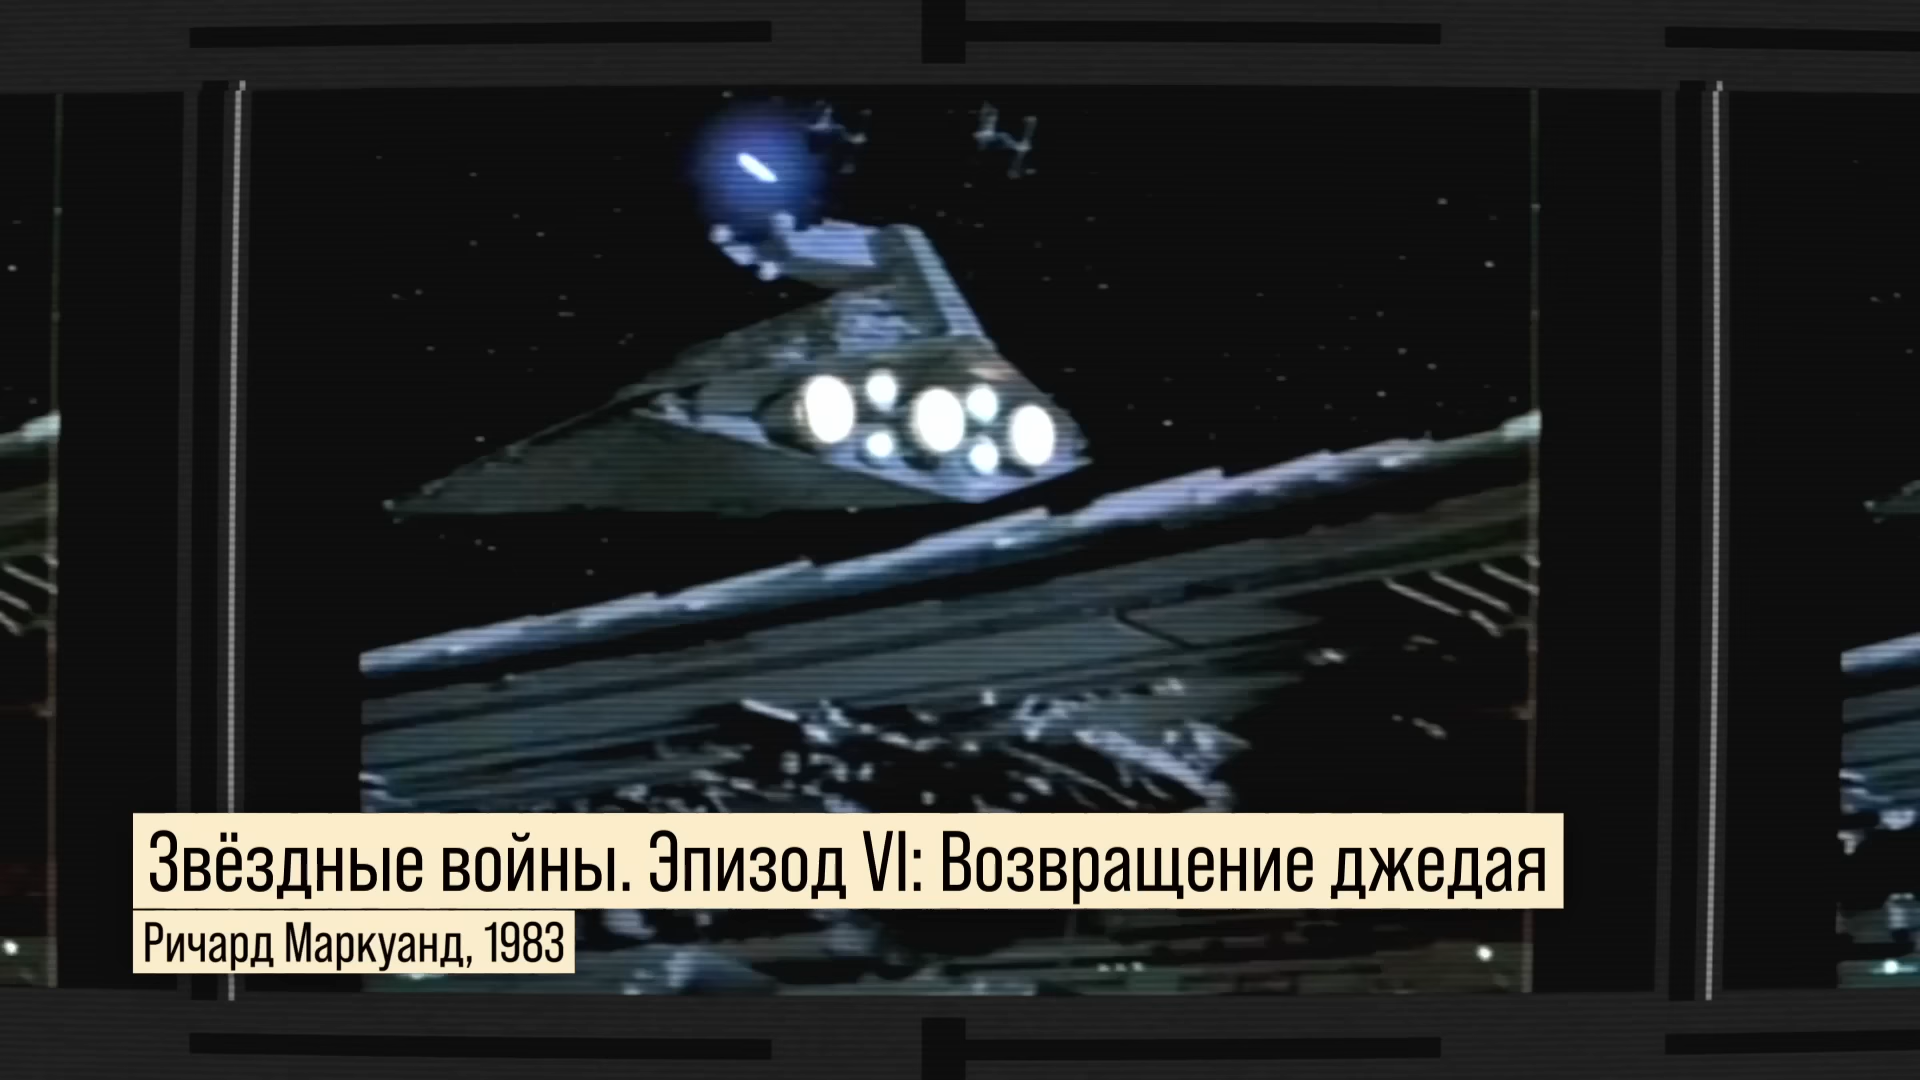 Звёздные войны. Эпизод VI: Возвращение джедая
Ричард Маркуанд, 1983